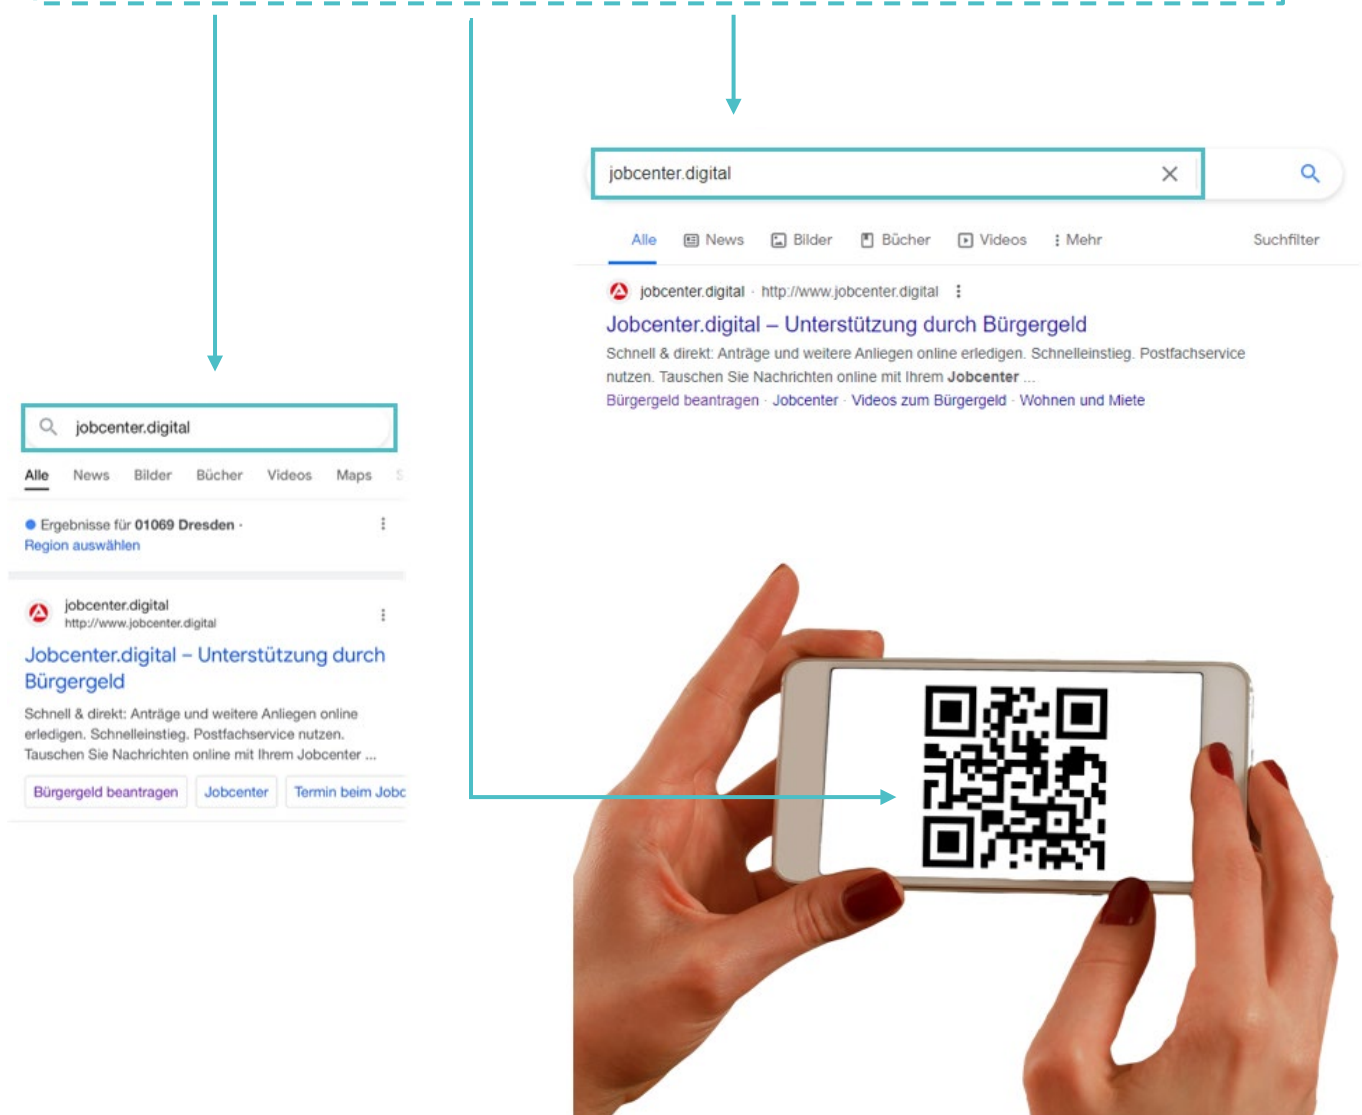 jobcenter.digital
Alle News Bilder Bücher Videos Mehr Suchfilter
jobcenter.digital · http://www.jobcenter.digital
Jobcenter.digital – Unterstützung durch Bürgergeld
Schnell & direkt: Anträge und weitere Anliegen online erledigen. Schnelleinstieg. Postfachservice
nutzen. Tauschen Sie Nachrichten online mit Ihrem Jobcenter ...
Bürgergeld beantragen · Jobcenter · Videos zum Bürgergeld · Wohnen und Miete
jobcenter.digital
Alle News Bilder Bücher Videos Maps S
Ergebnisse für 01069 Dresden ·
Region auswählen
jobcenter.digital
http://www.jobcenter.digital
Jobcenter.digital – Unterstützung durch
Bürgergeld
Schnell & direkt: Anträge und weitere Anliegen online
erledigen. Schnelleinstieg. Postfachservice nutzen.
Tauschen Sie Nachrichten online mit Ihrem Jobcenter ...
Bürgergeld beantragen Jobcenter Termin beim Jobc